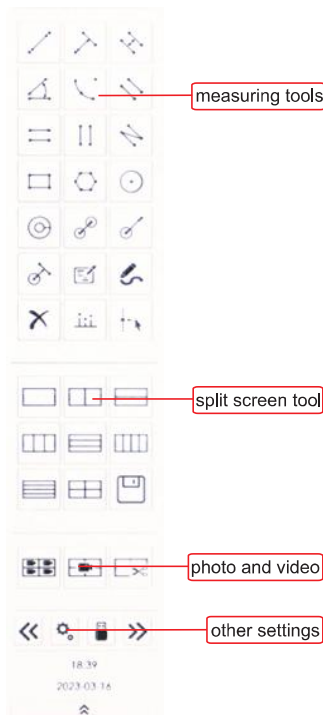 measuring tools
split screen tool
photo and video
other settings
18:39
2023-03-16